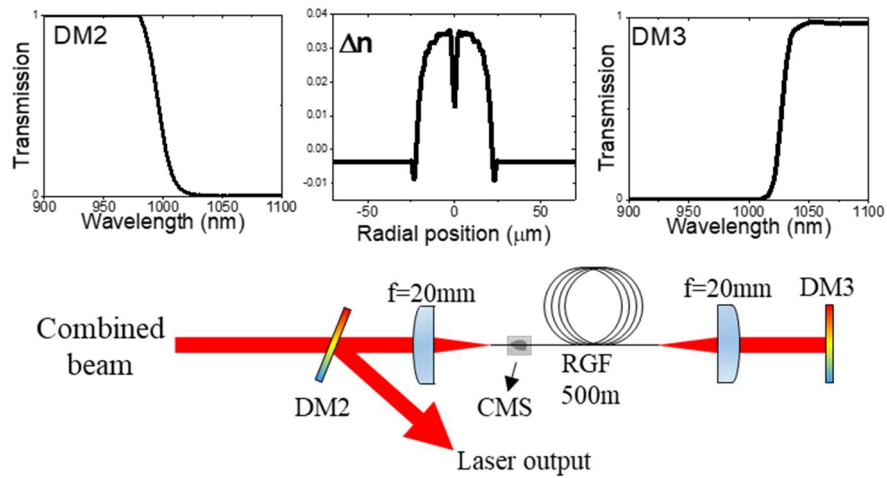 DM2
1
0
Transmission
900 950 1000 1050 1100
Wavelength (nm)
Δn
0.04
0.03
0.01
0.00
-0.01
-50 0 50
Radial position (μm)
DM3
1
0
Transmission
900 950 1000 1050 1100
Wavelength (nm)
f=20mm
f=20mm
DM3
Combined
beam
DM2
CMS
RGF
500m
Laser output